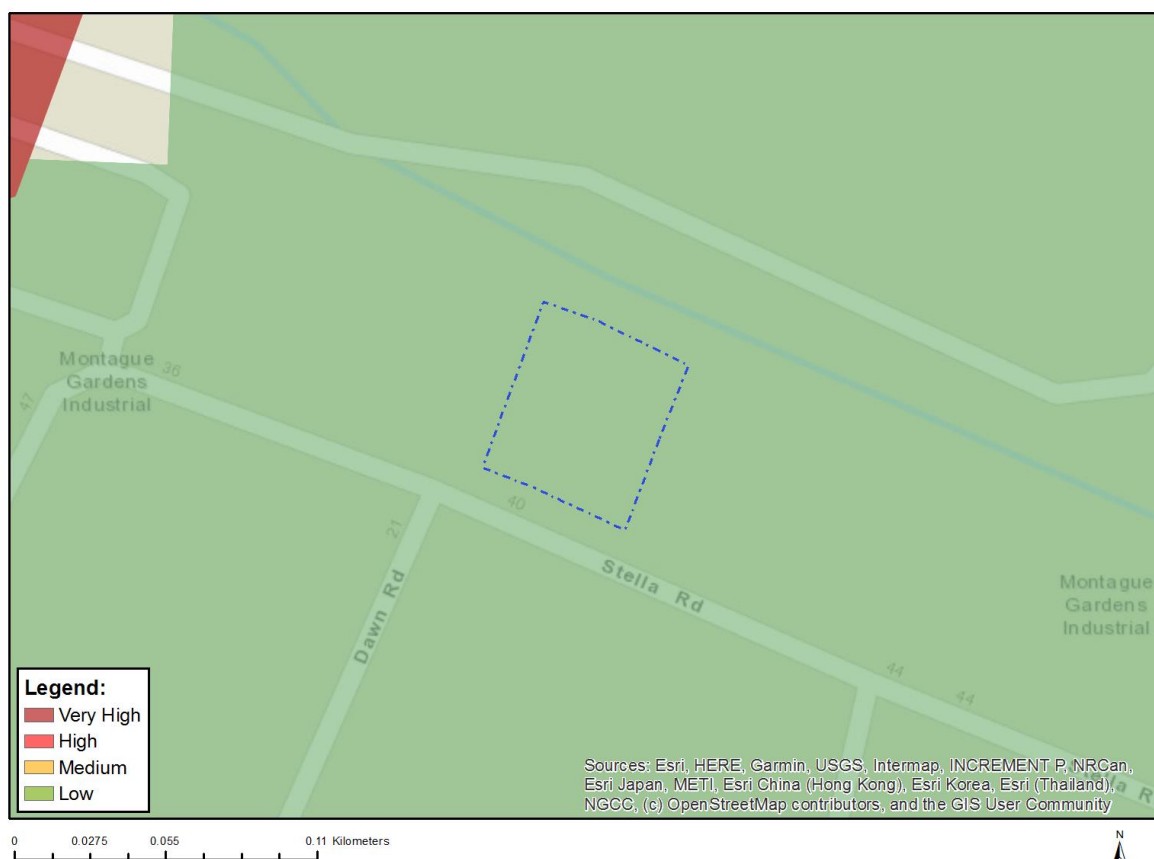 Montague
Gardens
Industrial
36
47
40
21
Stella Rd
Dawn Rd
Montague
Gardens
Industrial
44
44
Stella R
Legend:
Very High
High
Medium
Low
Sources: Esri, HERE, Garmin, USGS, Intermap, INCREMENT P, NRCan,
Esri Japan, METI, Esri China (Hong Kong), Esri Korea, Esri (Thailand),
NGCC, (c) OpenStreetMap contributors, and the GIS User Community
0 0.0275 0.055 0.11 Kilometers
N